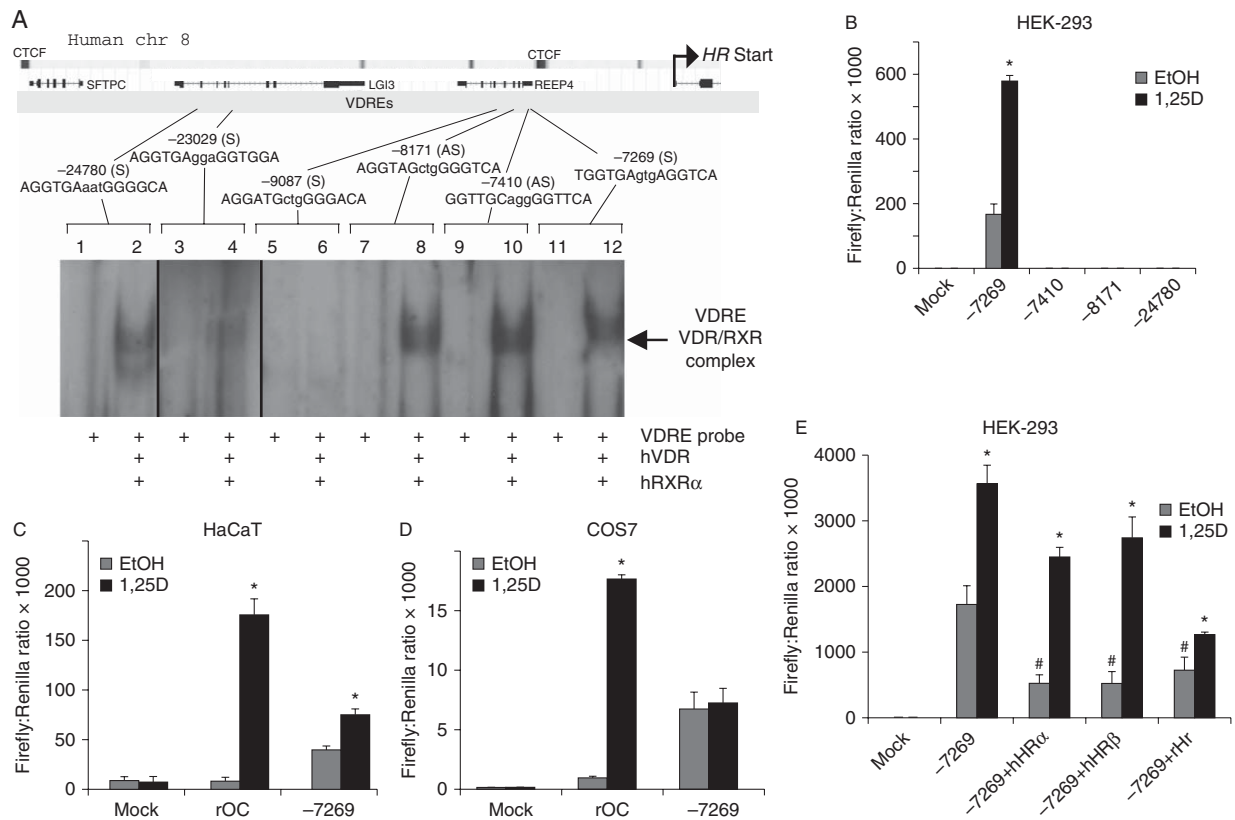 A
Human chr 8
CTCF
CTCF
HR Start
SFTPC
LGI3
REEP4
VDREs
–24780 (S)
AGGTGAaatGGGGCA
–23029 (S)
AGGTGAggaGGTGGA
–9087 (S)
AGGATGctgGGGACA
–8171 (AS)
AGGTAGctgGGGTCA
–7410 (AS)
GGTTGCaggGGTTCA
–7269 (S)
TGGTGAgtgAGGTCA
1 2 3 4 5 6 7 8 9 10 11 12
VDRE
VDR/RXR
complex
+ + + + + + + + + + + + VDRE probe
+ + + + + + hVDR
+ + + + + + hRXRα
B
HEK-293
Firefly:Renilla ratio × 1000
600
400
200
0
EtOH
1,25D
*
Mock
–7269
–7410
–8171
–24780
C
HaCaT
Firefly:Renilla ratio × 1000
200
150
100
50
0
EtOH
1,25D
*
*
Mock
rOC
–7269
D
COS7
Firefly:Renilla ratio × 1000
15
10
5
0
EtOH
1,25D
*
Mock
rOC
–7269
E
HEK-293
Firefly:Renilla ratio × 1000
4000
3000
2000
1000
0
EtOH
1,25D
*
# *
# *
# *
Mock
–7269
–7269+hHRα
–7269+hHRβ
–7269+rHr